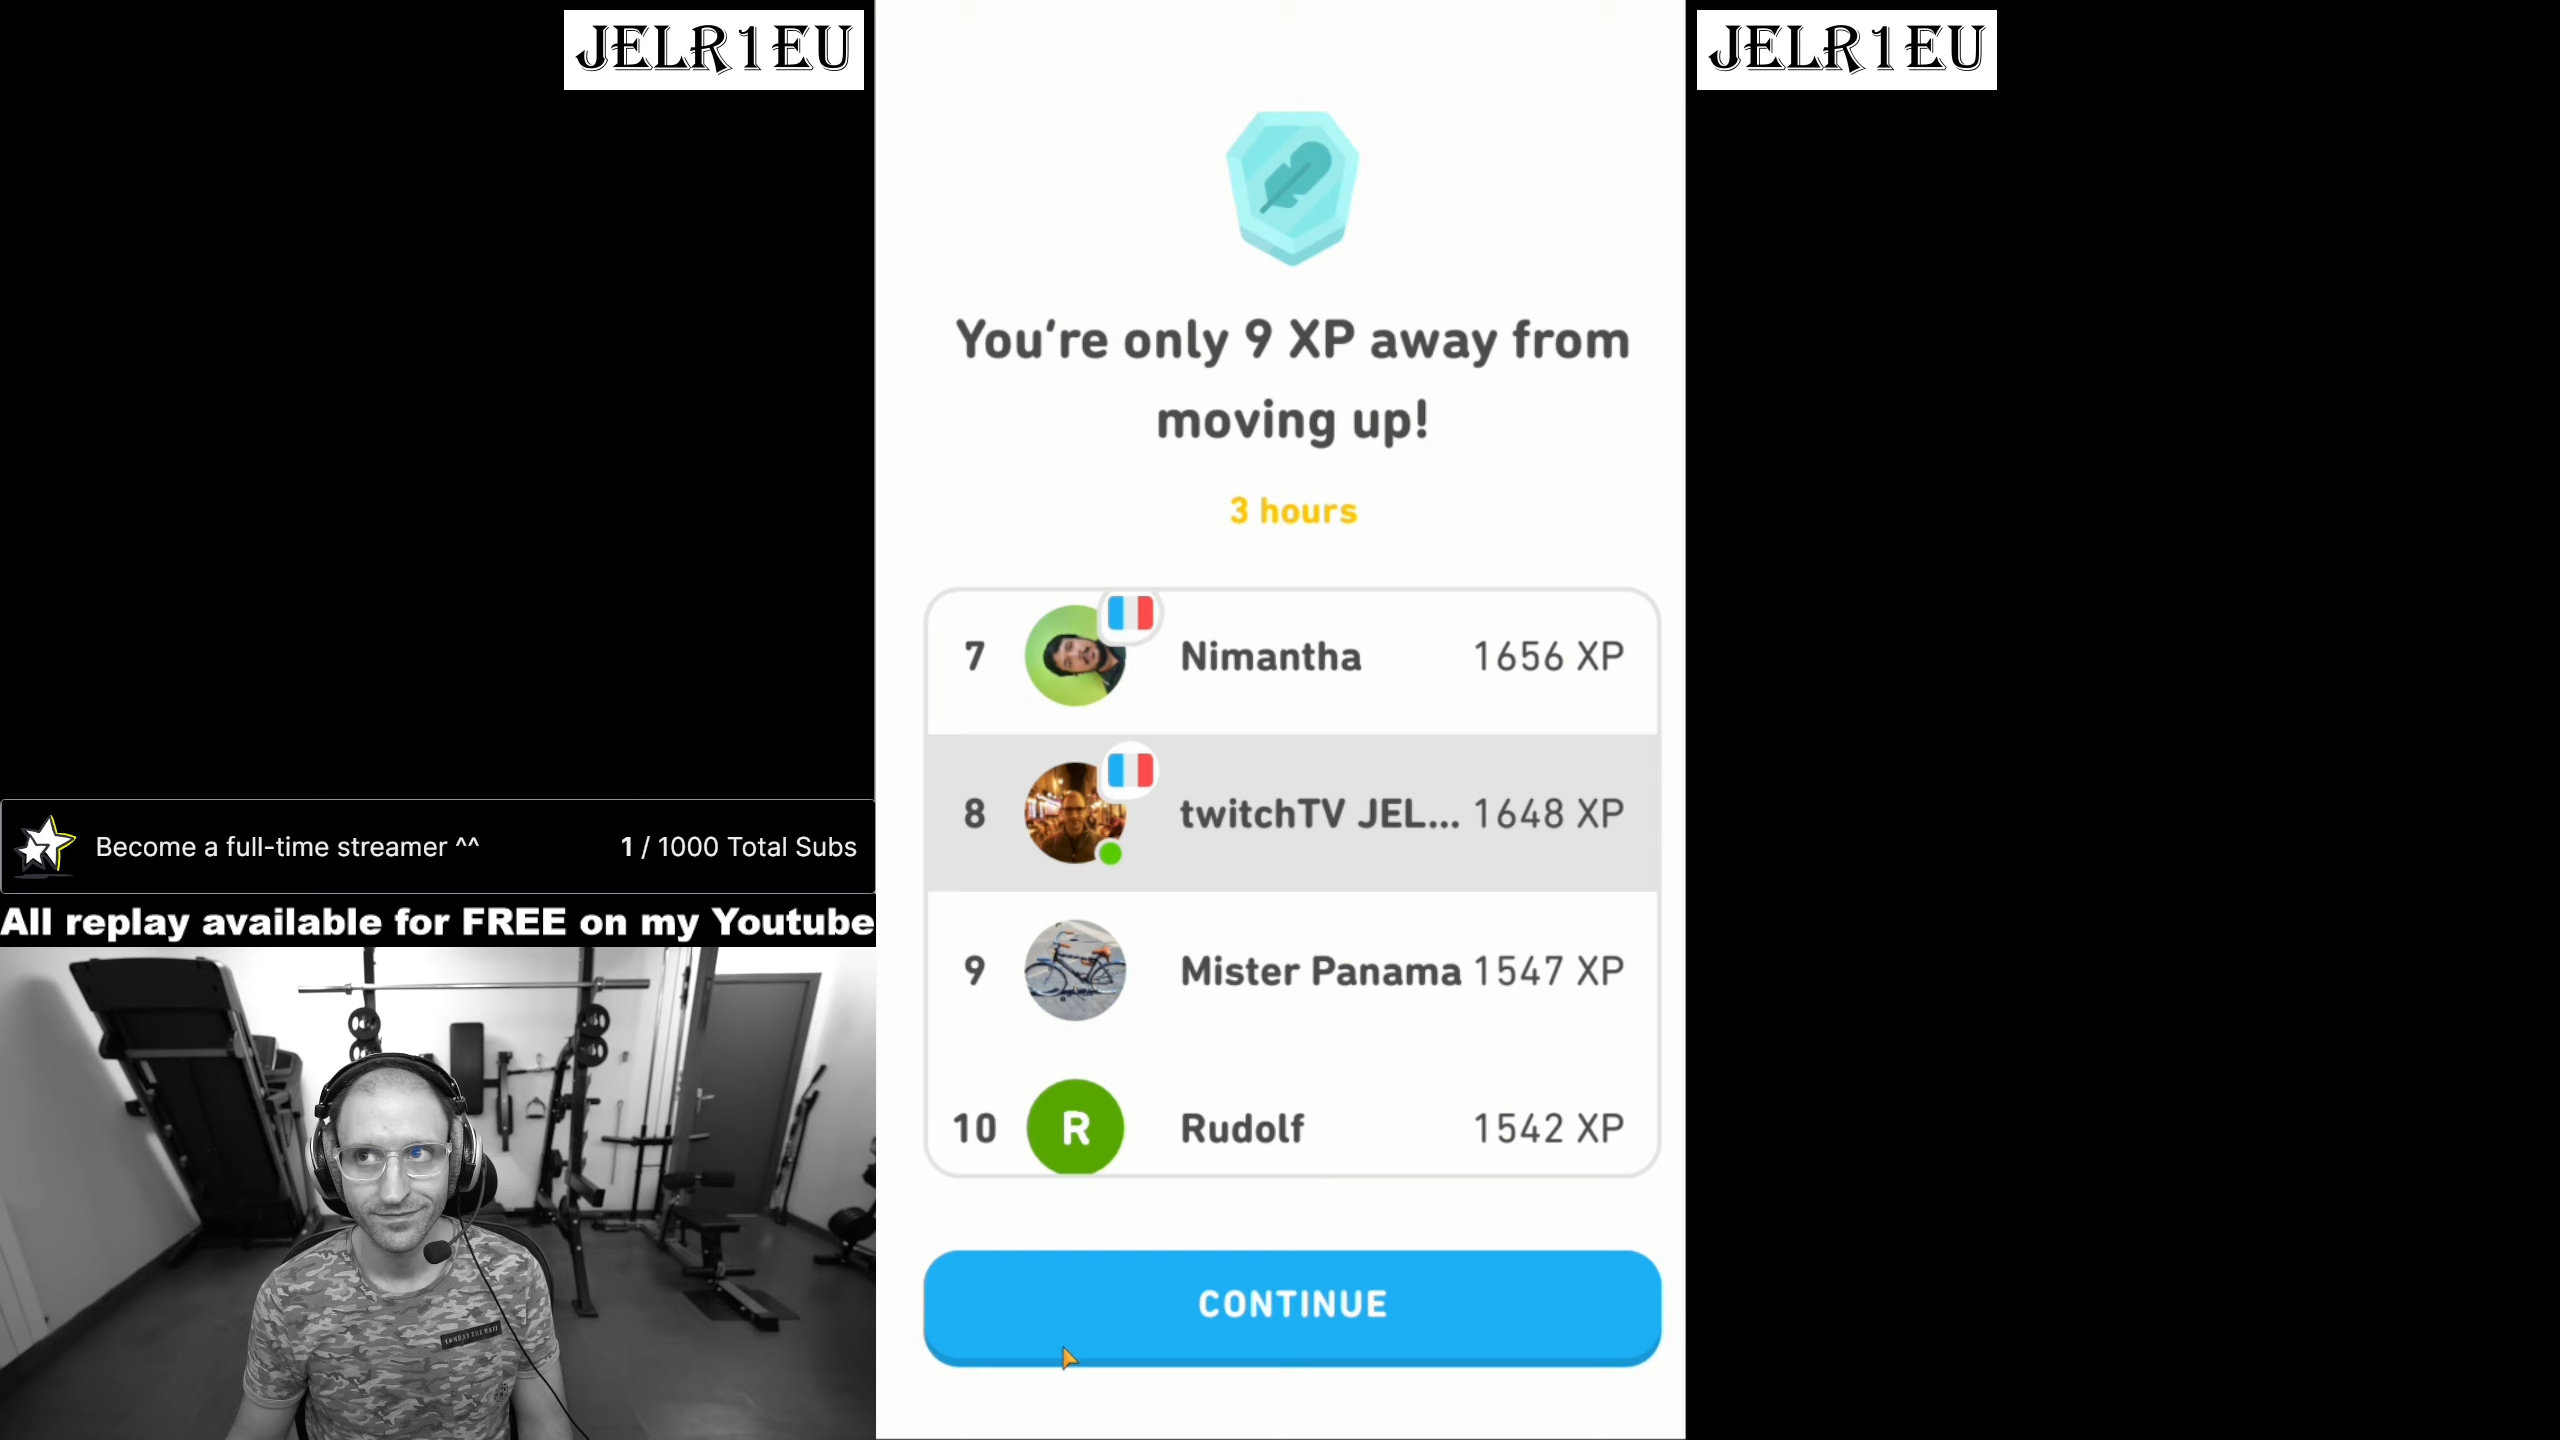 JELR1EU
JELR1EU
You're only 9 XP away from
moving up!
3 hours
7 Nimantha 1656 XP
8 twitchTV JEL... 1648 XP
9 Mister Panama 1547 XP
10 R Rudolf 1542 XP
CONTINUE
Become a full-time streamer ^^ 1 / 1000 Total Subs
All replay available for FREE on my Youtube